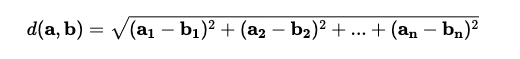 d(a, b) = √(a₁ − b₁)² + (a₂ − b₂)² + ... + (aₙ − bₙ)²